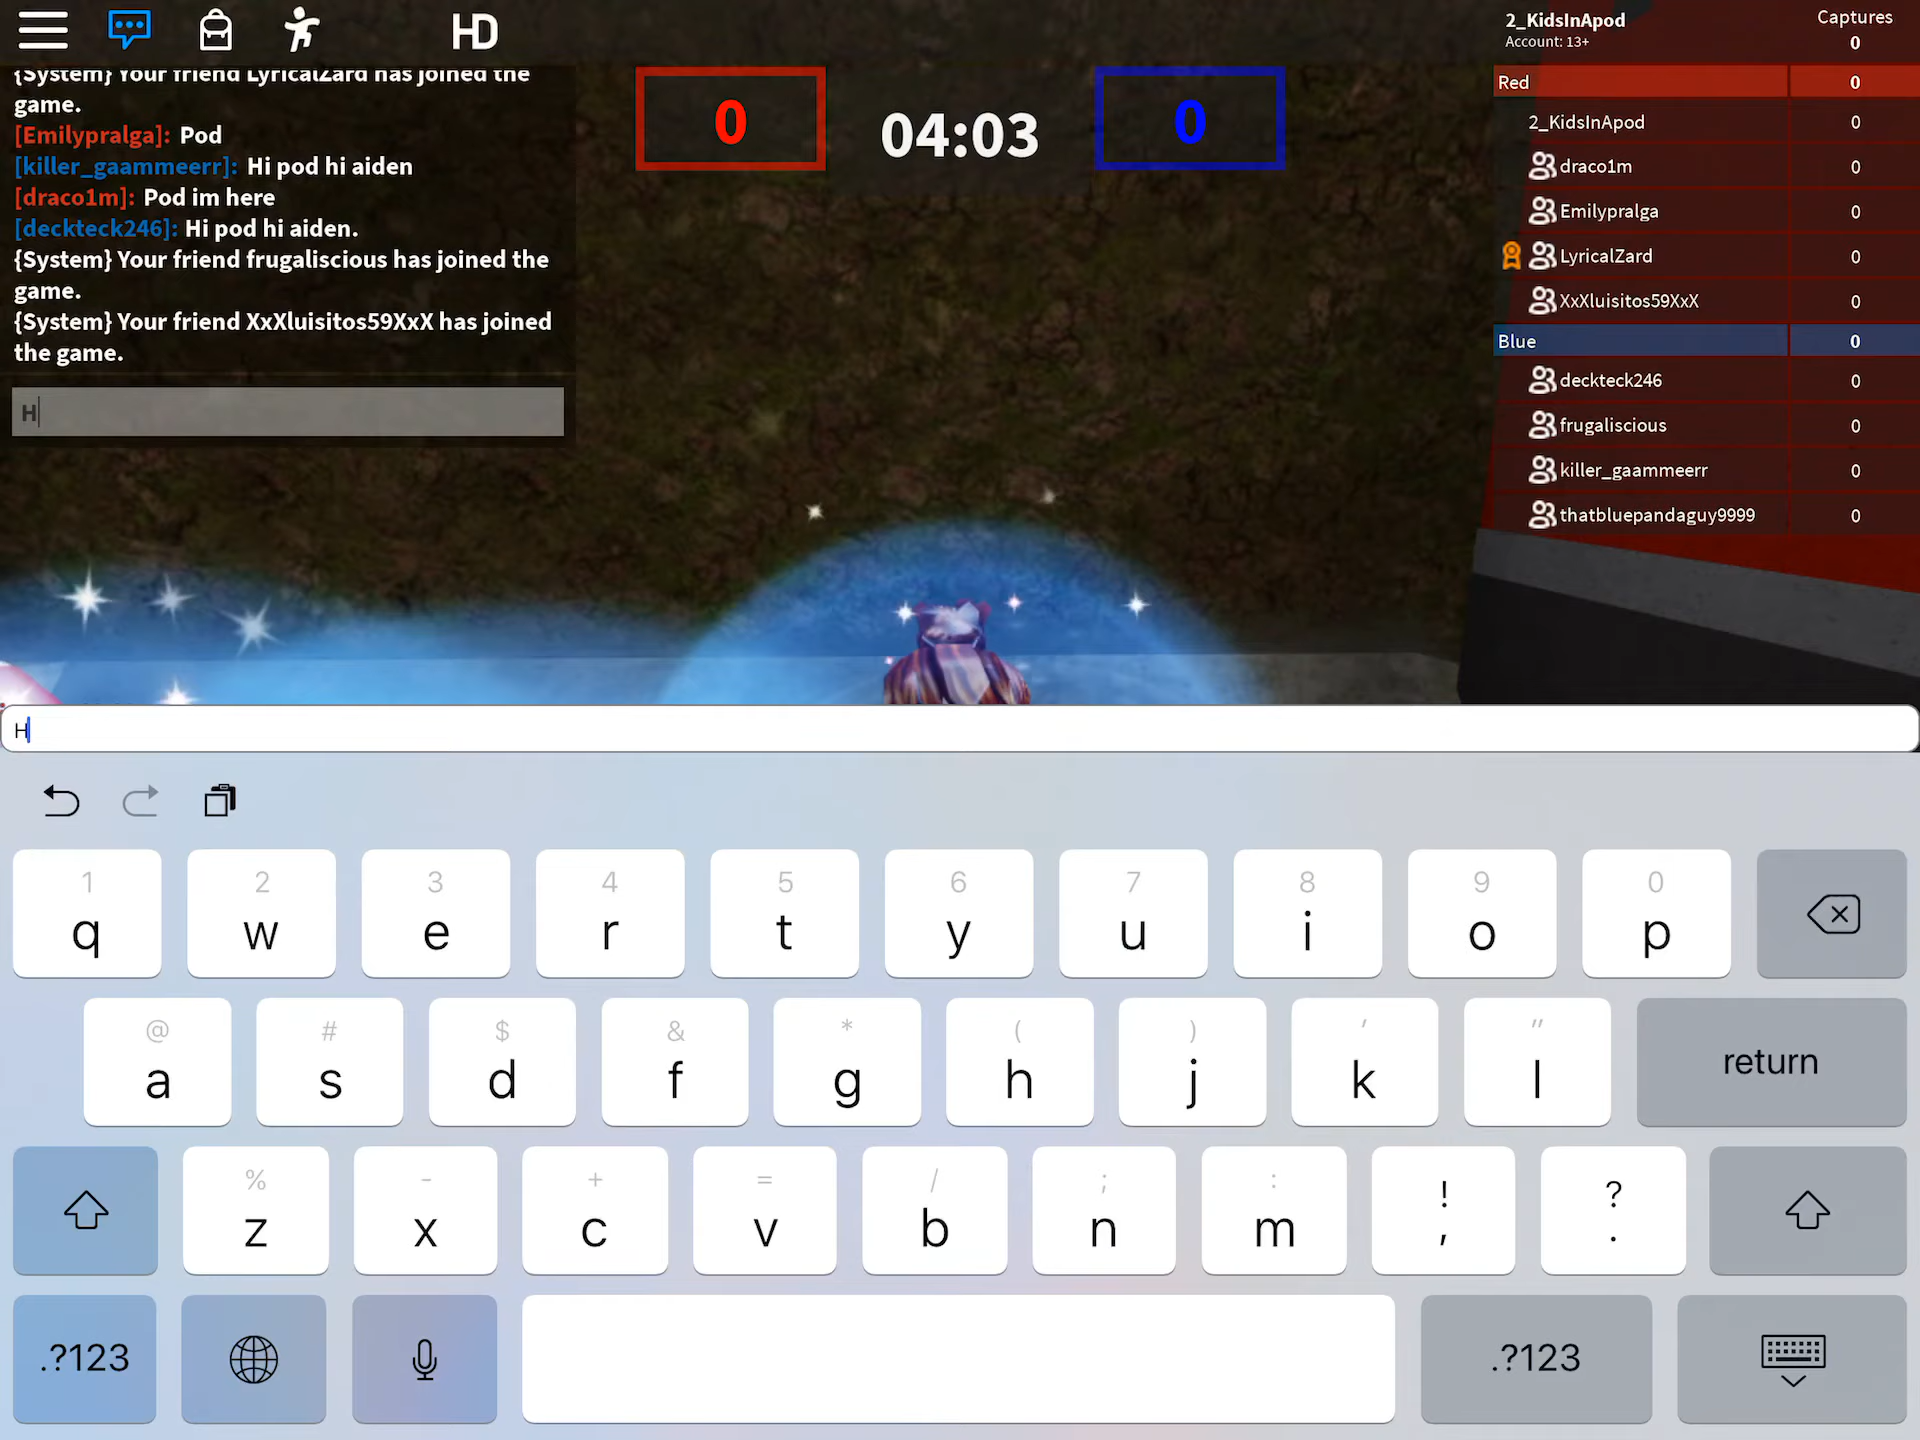 HD
2_KidsInApod
Account: 13+
Captures
0
{System} Your friend LyricalZard has joined the
game.
[Emilypralga]: Pod
[killer_gaammeerr]: Hi pod hi aiden
[draco1m]: Pod im here
[deckteck246]: Hi pod hi aiden.
{System} Your friend frugaliscious has joined the
game.
{System} Your friend XxXluisitos59XxX has joined
the game.
H
0
04:03
0
Red 0
2_KidsInApod 0
draco1m 0
Emilypralga 0
LyricalZard 0
XxXluisitos59XxX 0
Blue 0
deckteck246 0
frugaliscious 0
killer_gaammeerr 0
thatbluepandaguy9999 0
H
1 2 3 4 5 6 7 8 9 0
q w e r t y u i o p
@ # $ & * ( ) ' "
a s d f g h j k l return
% - + = / ; : ! ?
z x c v b n m , .
.?123 .?123